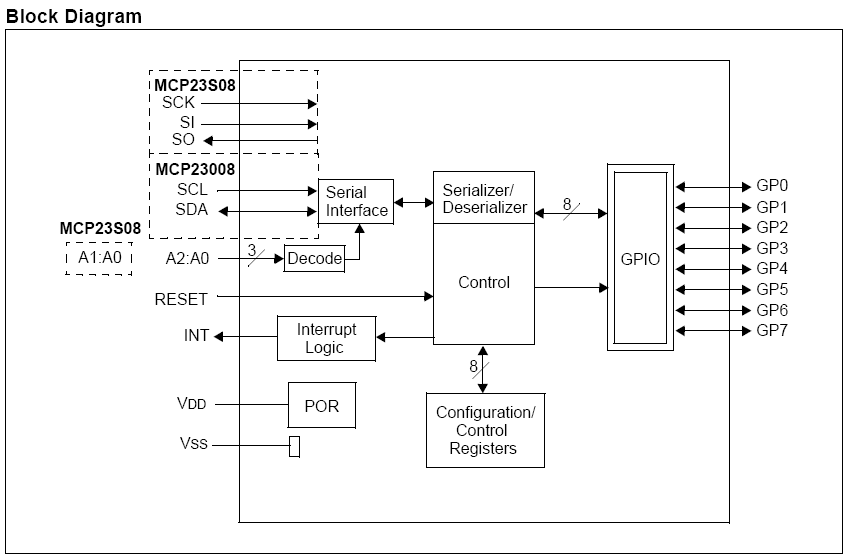 Block Diagram
MCP23S08
SCK
SI
SO
MCP23008
SCL
SDA
Serial
Interface
Serializer/
Deserializer
8
GPIO
GP0
GP1
GP2
GP3
GP4
GP5
GP6
GP7
MCP23S08
A1:A0
A2:A0
3
Decode
Control
RESET
INT
Interrupt
Logic
8
VDD
POR
Configuration/
Control
Registers
VSS